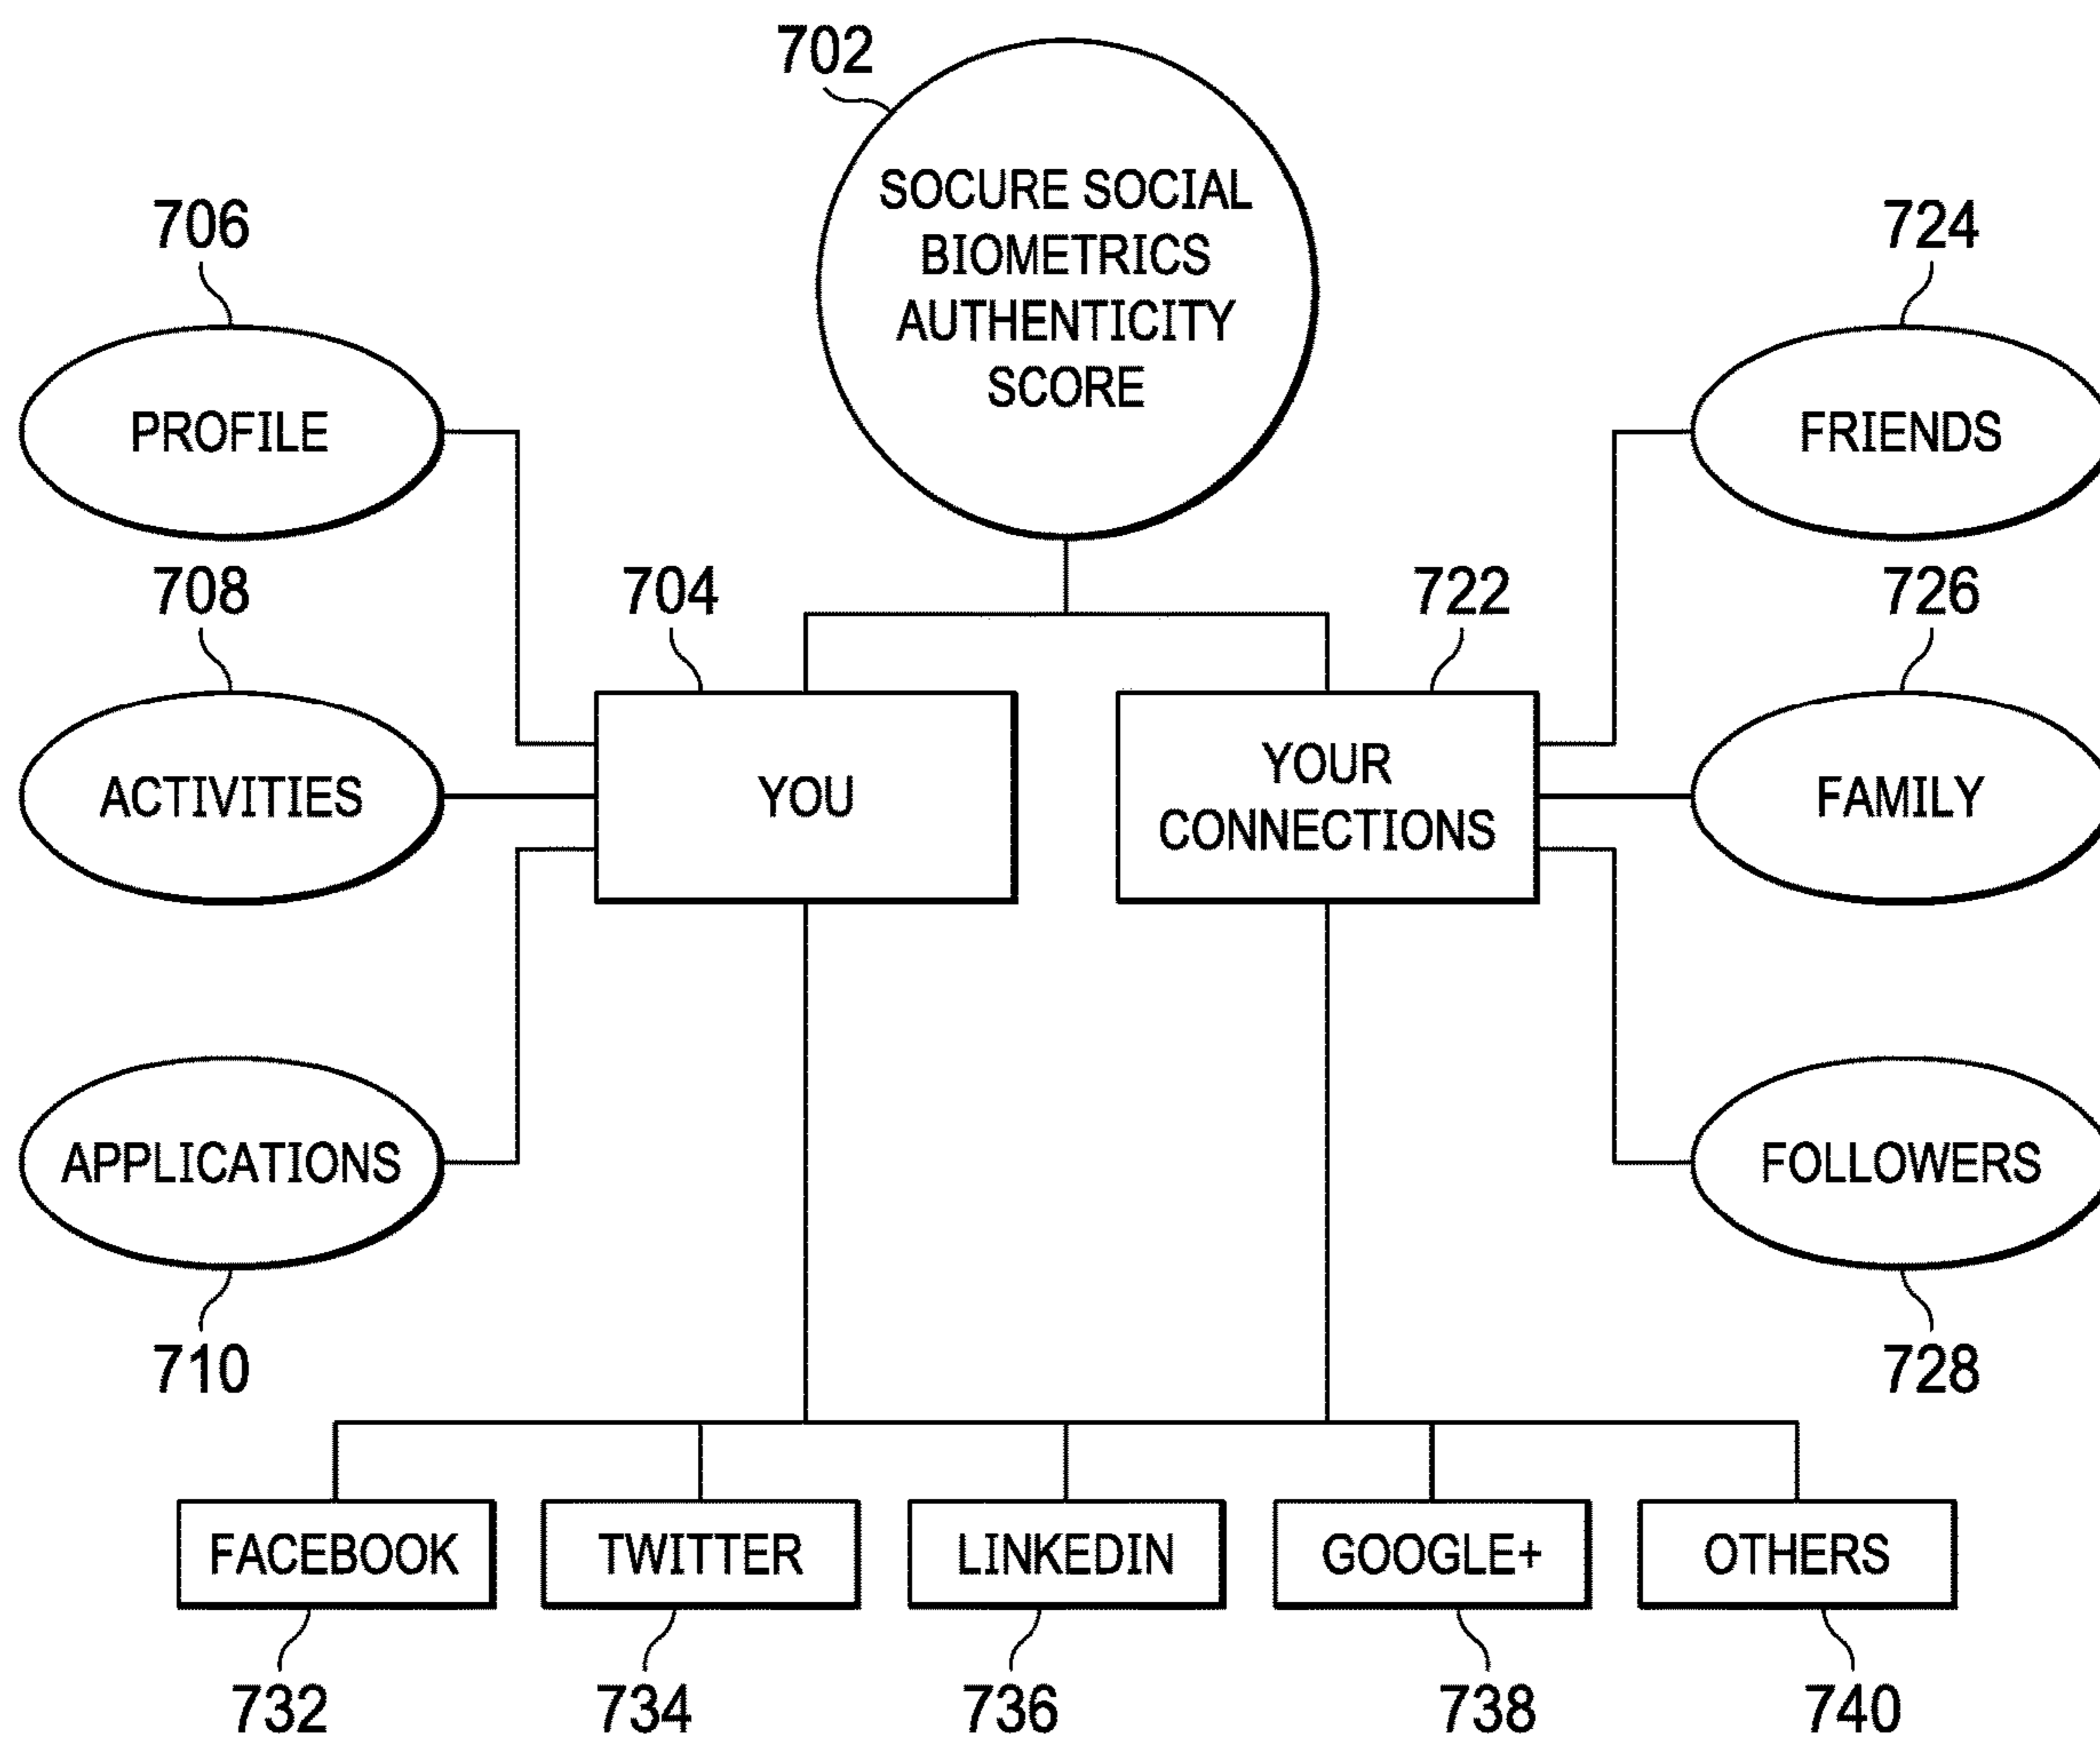 702
SOCURE SOCIAL
BIOMETRICS
AUTHENTICITY
SCORE
706
PROFILE
724
FRIENDS
708
ACTIVITIES
704
YOU
722
YOUR
CONNECTIONS
726
FAMILY
APPLICATIONS
710
FOLLOWERS
728
FACEBOOK
TWITTER
LINKEDIN
GOOGLE+
OTHERS
732
734
736
738
740